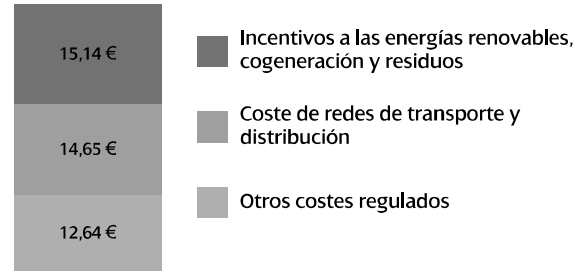 15,14 €
Incentivos a las energías renovables,
cogeneración y residuos
14,65 €
Coste de redes de transporte y
distribución
12,64 €
Otros costes regulados